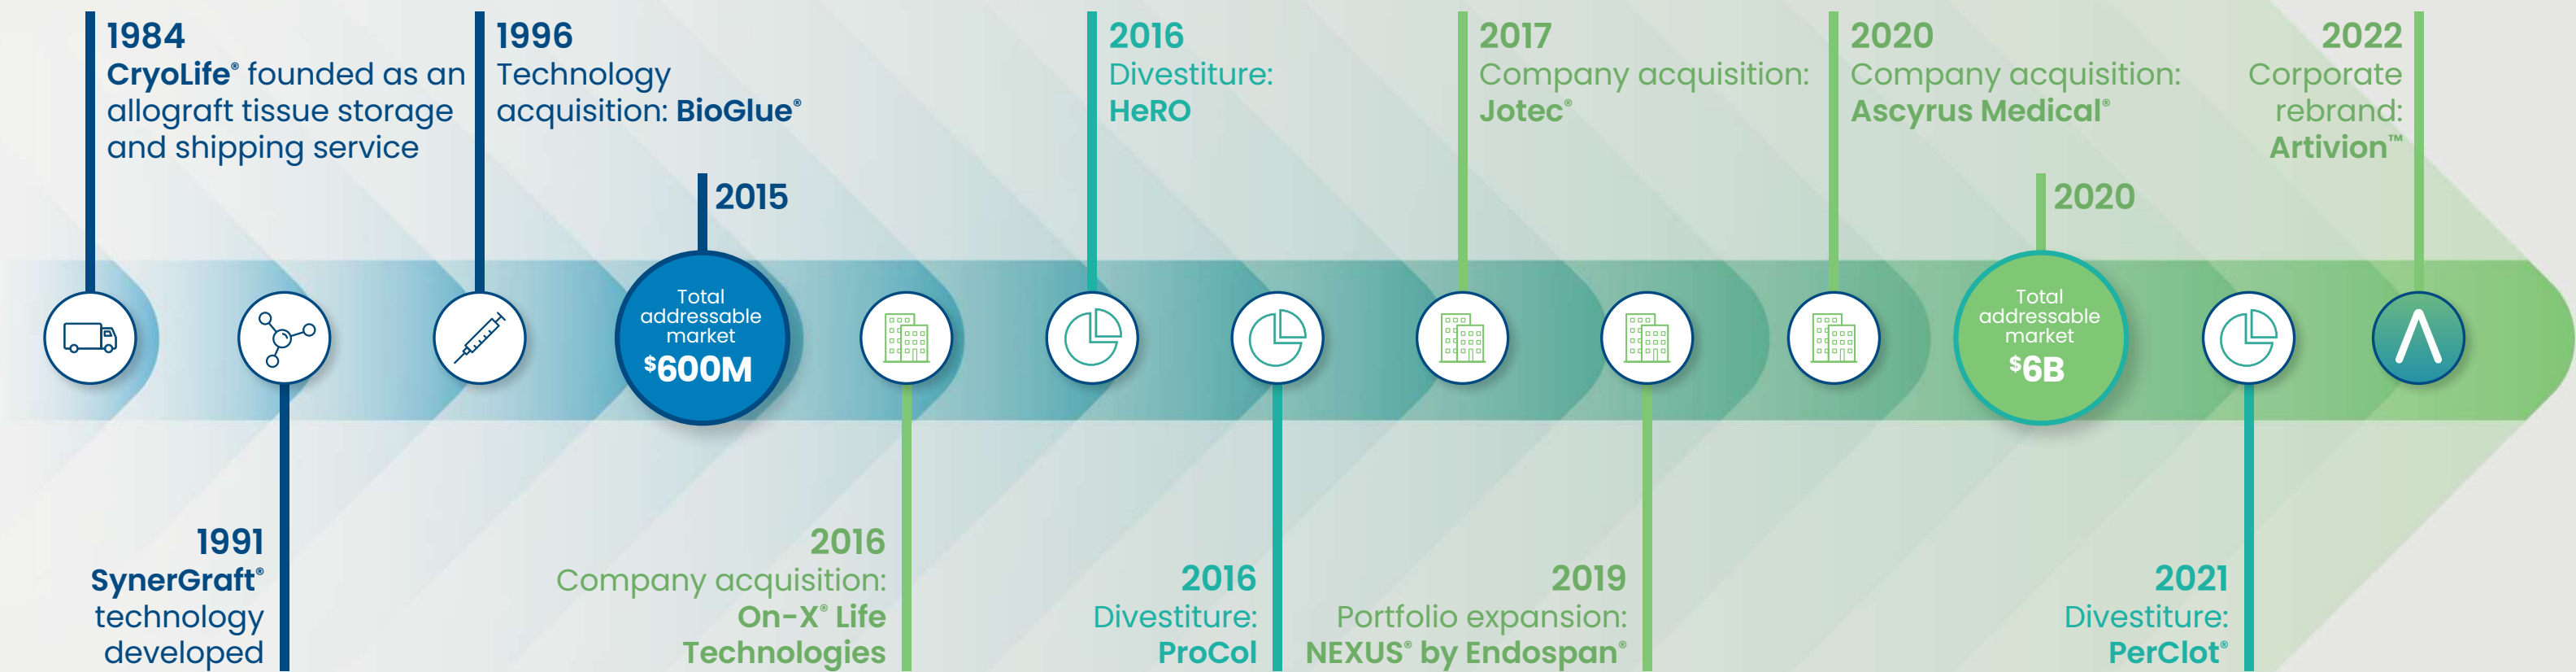 1984
CryoLife® founded as an
allograft tissue storage
and shipping service
1991
SynerGraft®
technology
developed
1996
Technology
acquisition: BioGlue®
2015
Total
addressable
market
$600M
2016
Company acquisition:
On-X® Life
Technologies
2016
Divestiture:
HeRO
2016
Divestiture:
ProCol
2017
Company acquisition:
Jotec®
2019
Portfolio expansion:
NEXUS® by Endospan®
2020
Company acquisition:
Ascyrus Medical®
2020
Total
addressable
market
$6B
2021
Divestiture:
PerClot®
2022
Corporate
rebrand:
Artivion™